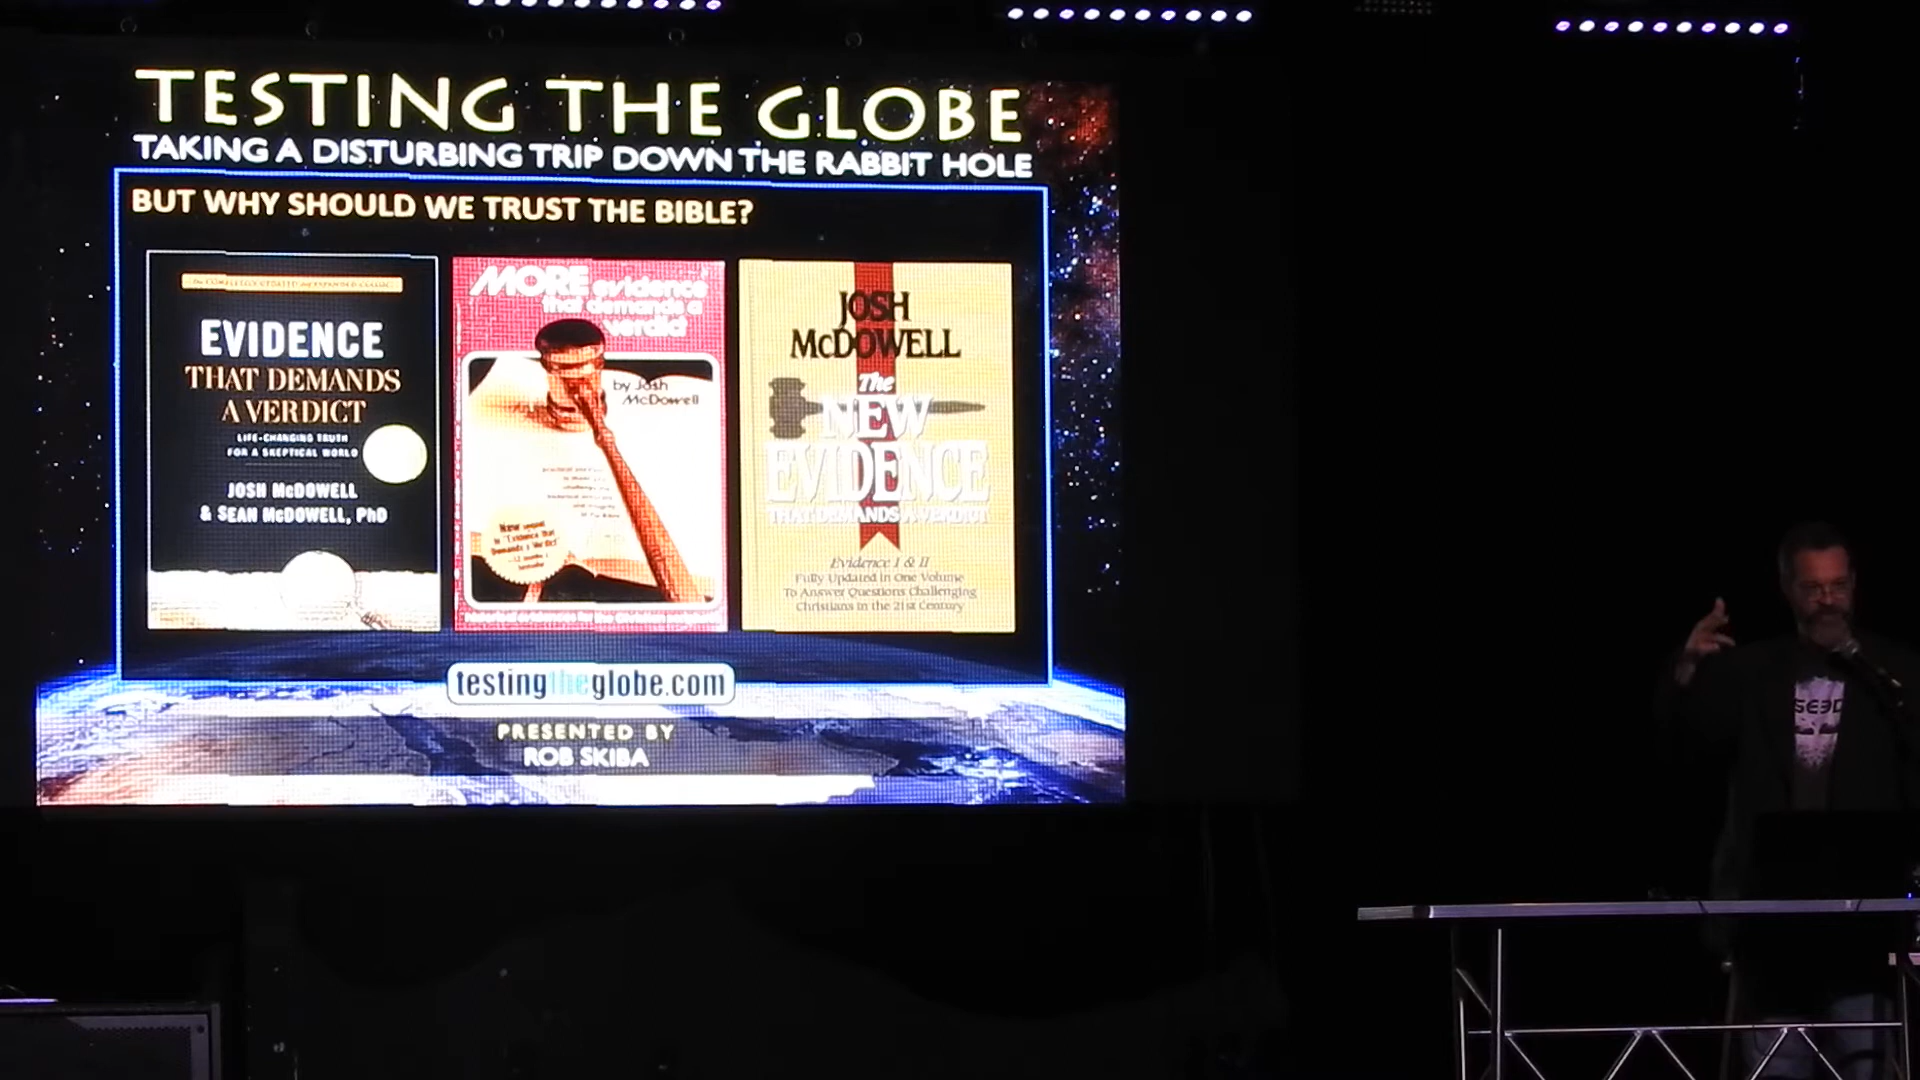 TESTING THE GLOBE
TAKING A DISTURBING TRIP DOWN THE RABBIT HOLE
BUT WHY SHOULD WE TRUST THE BIBLE?
EVIDENCE
THAT DEMANDS
A VERDICT
LIFE-CHANGING TRUTH
FOR A SKEPTICAL WORLD
JOSH McDOWELL
& SEAN McDOWELL, PhD
MORE evidence
that demands a
verdict
by Josh
McDowell
New
JOSH
McDOWELL
The
NEW
EVIDENCE
THAT DEMANDS A VERDICT
Evidence I & II
Fully Updated in One Volume
To Answer Questions Challenging
Christians in the 21st Century
testingtheglobe.com
PRESENTED BY
ROB SKIBA
SEED